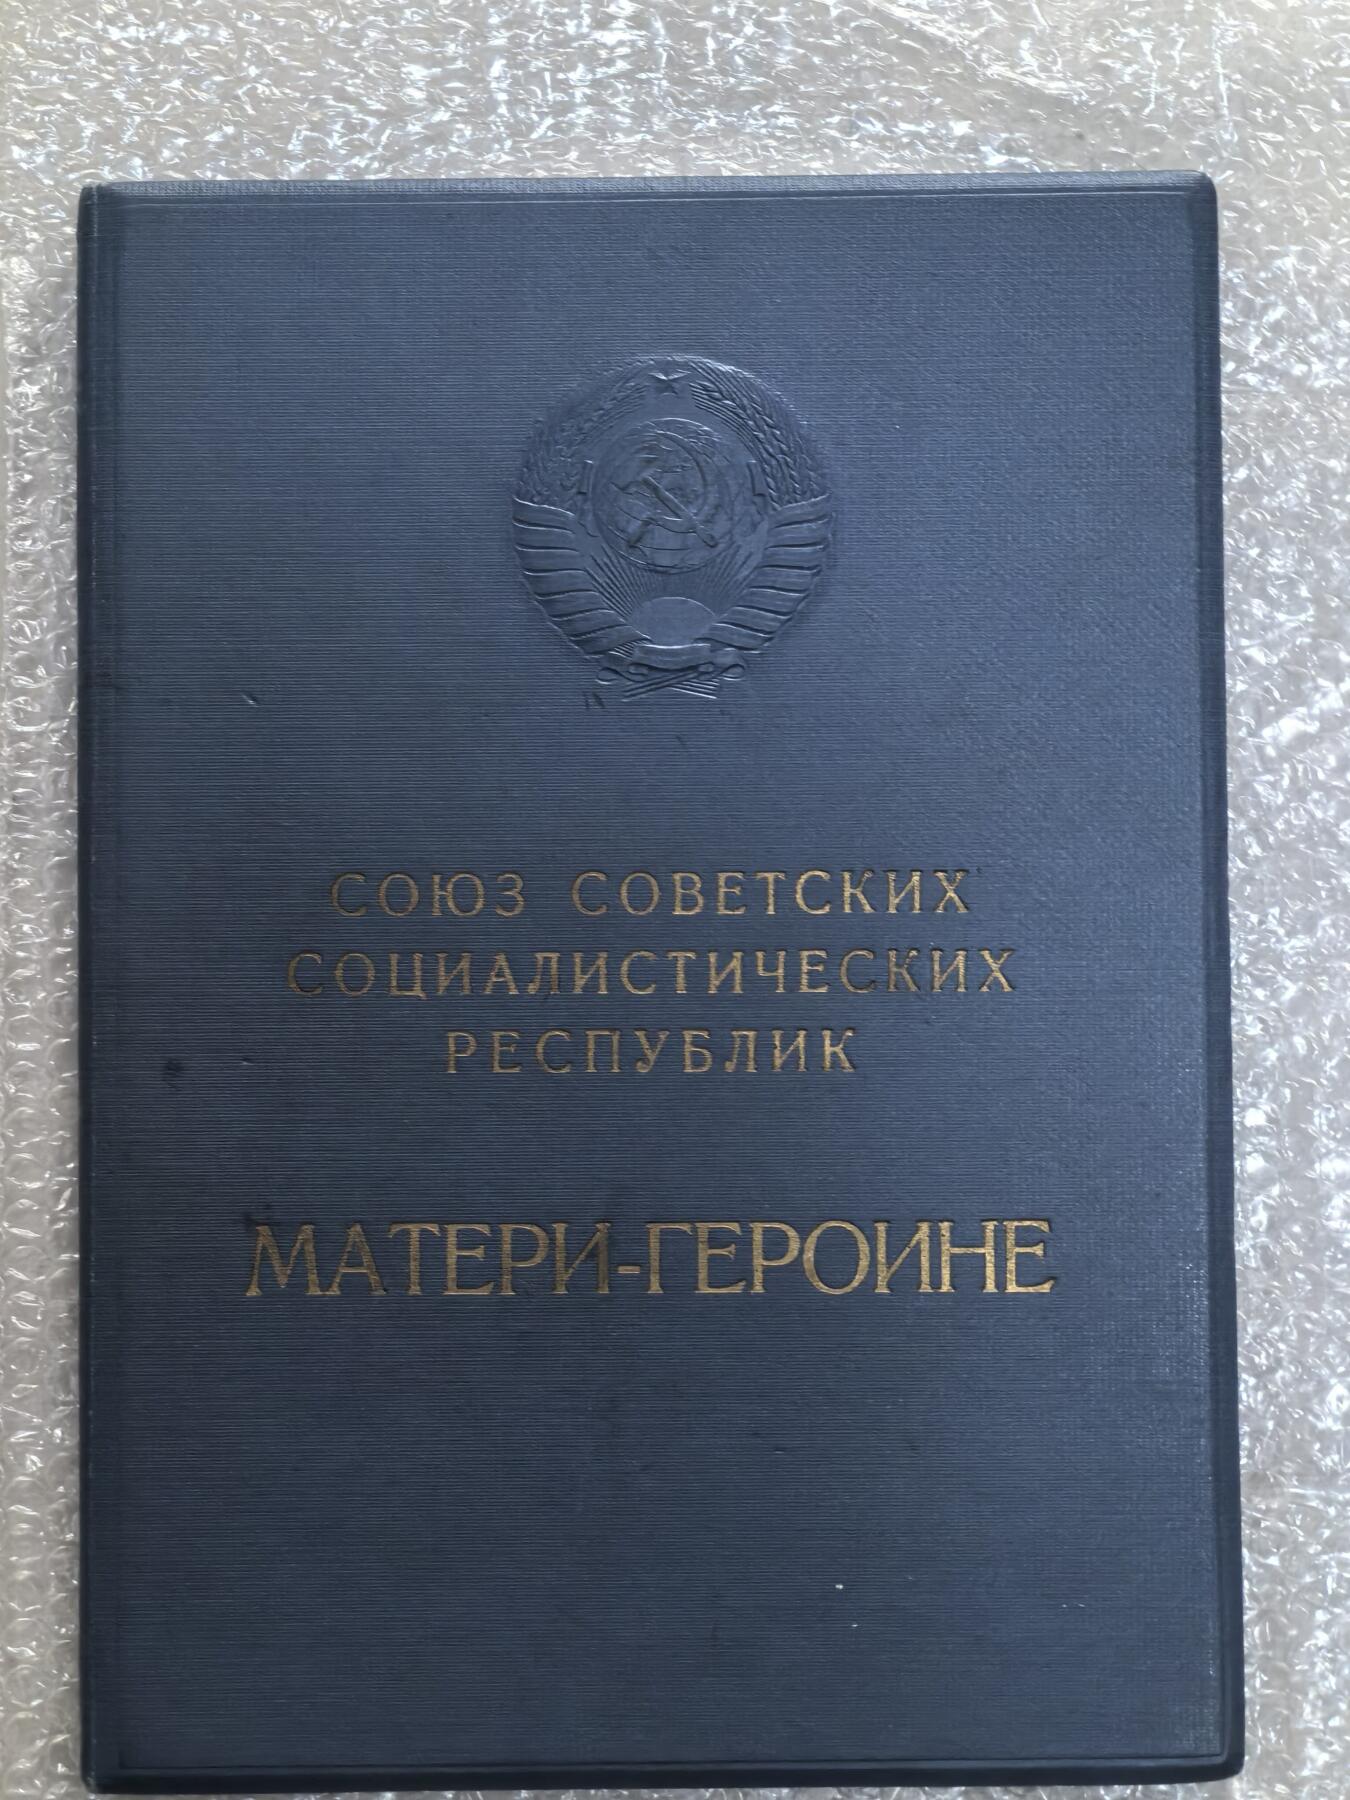 СОЮЗ СОВЕТСКИХ
СОЦИАЛИСТИЧЕСКИХ
РЕСПУБЛИК
МАТЕРИ-ГЕРОИНЕ